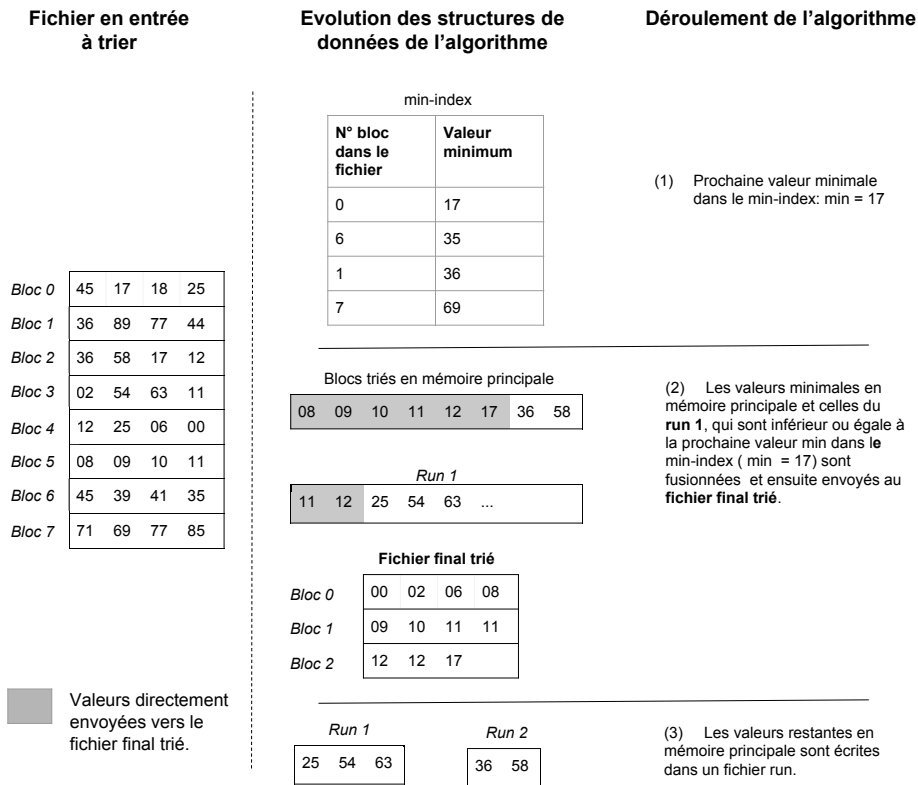 Fichier en entrée
à trier
Evolution des structures de
données de l'algorithme
Déroulement de l'algorithme
min-index
N° bloc
dans le
fichier
Valeur
minimum
0 17
6 35
1 36
7 69
(1) Prochaine valeur minimale
dans le min-index: min = 17
Bloc 0 45 17 18 25
Bloc 1 36 89 77 44
Bloc 2 36 58 17 12
Bloc 3 02 54 63 11
Bloc 4 12 25 06 00
Bloc 5 08 09 10 11
Bloc 6 45 39 41 35
Bloc 7 71 69 77 85
Blocs triés en mémoire principale
08 09 10 11 12 17 36 58
Run 1
11 12 25 54 63 ...
(2) Les valeurs minimales en
mémoire principale et celles du
run 1, qui sont inférieur ou égale à
la prochaine valeur min dans le
min-index ( min = 17) sont
fusionnées et ensuite envoyés au
fichier final trié.
Fichier final trié
Bloc 0 00 02 06 08
Bloc 1 09 10 11 11
Bloc 2 12 12 17
Valeurs directement
envoyées vers le
fichier final trié.
Run 1
25 54 63
Run 2
36 58
(3) Les valeurs restantes en
mémoire principale sont écrites
dans un fichier run.